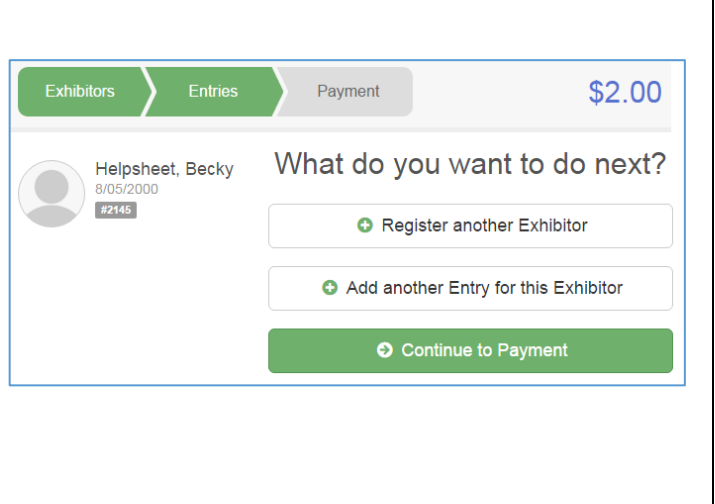 Exhibitors Entries Payment $2.00
Helpsheet, Becky
8/05/2000
#2145
What do you want to do next?
Register another Exhibitor
Add another Entry for this Exhibitor
Continue to Payment